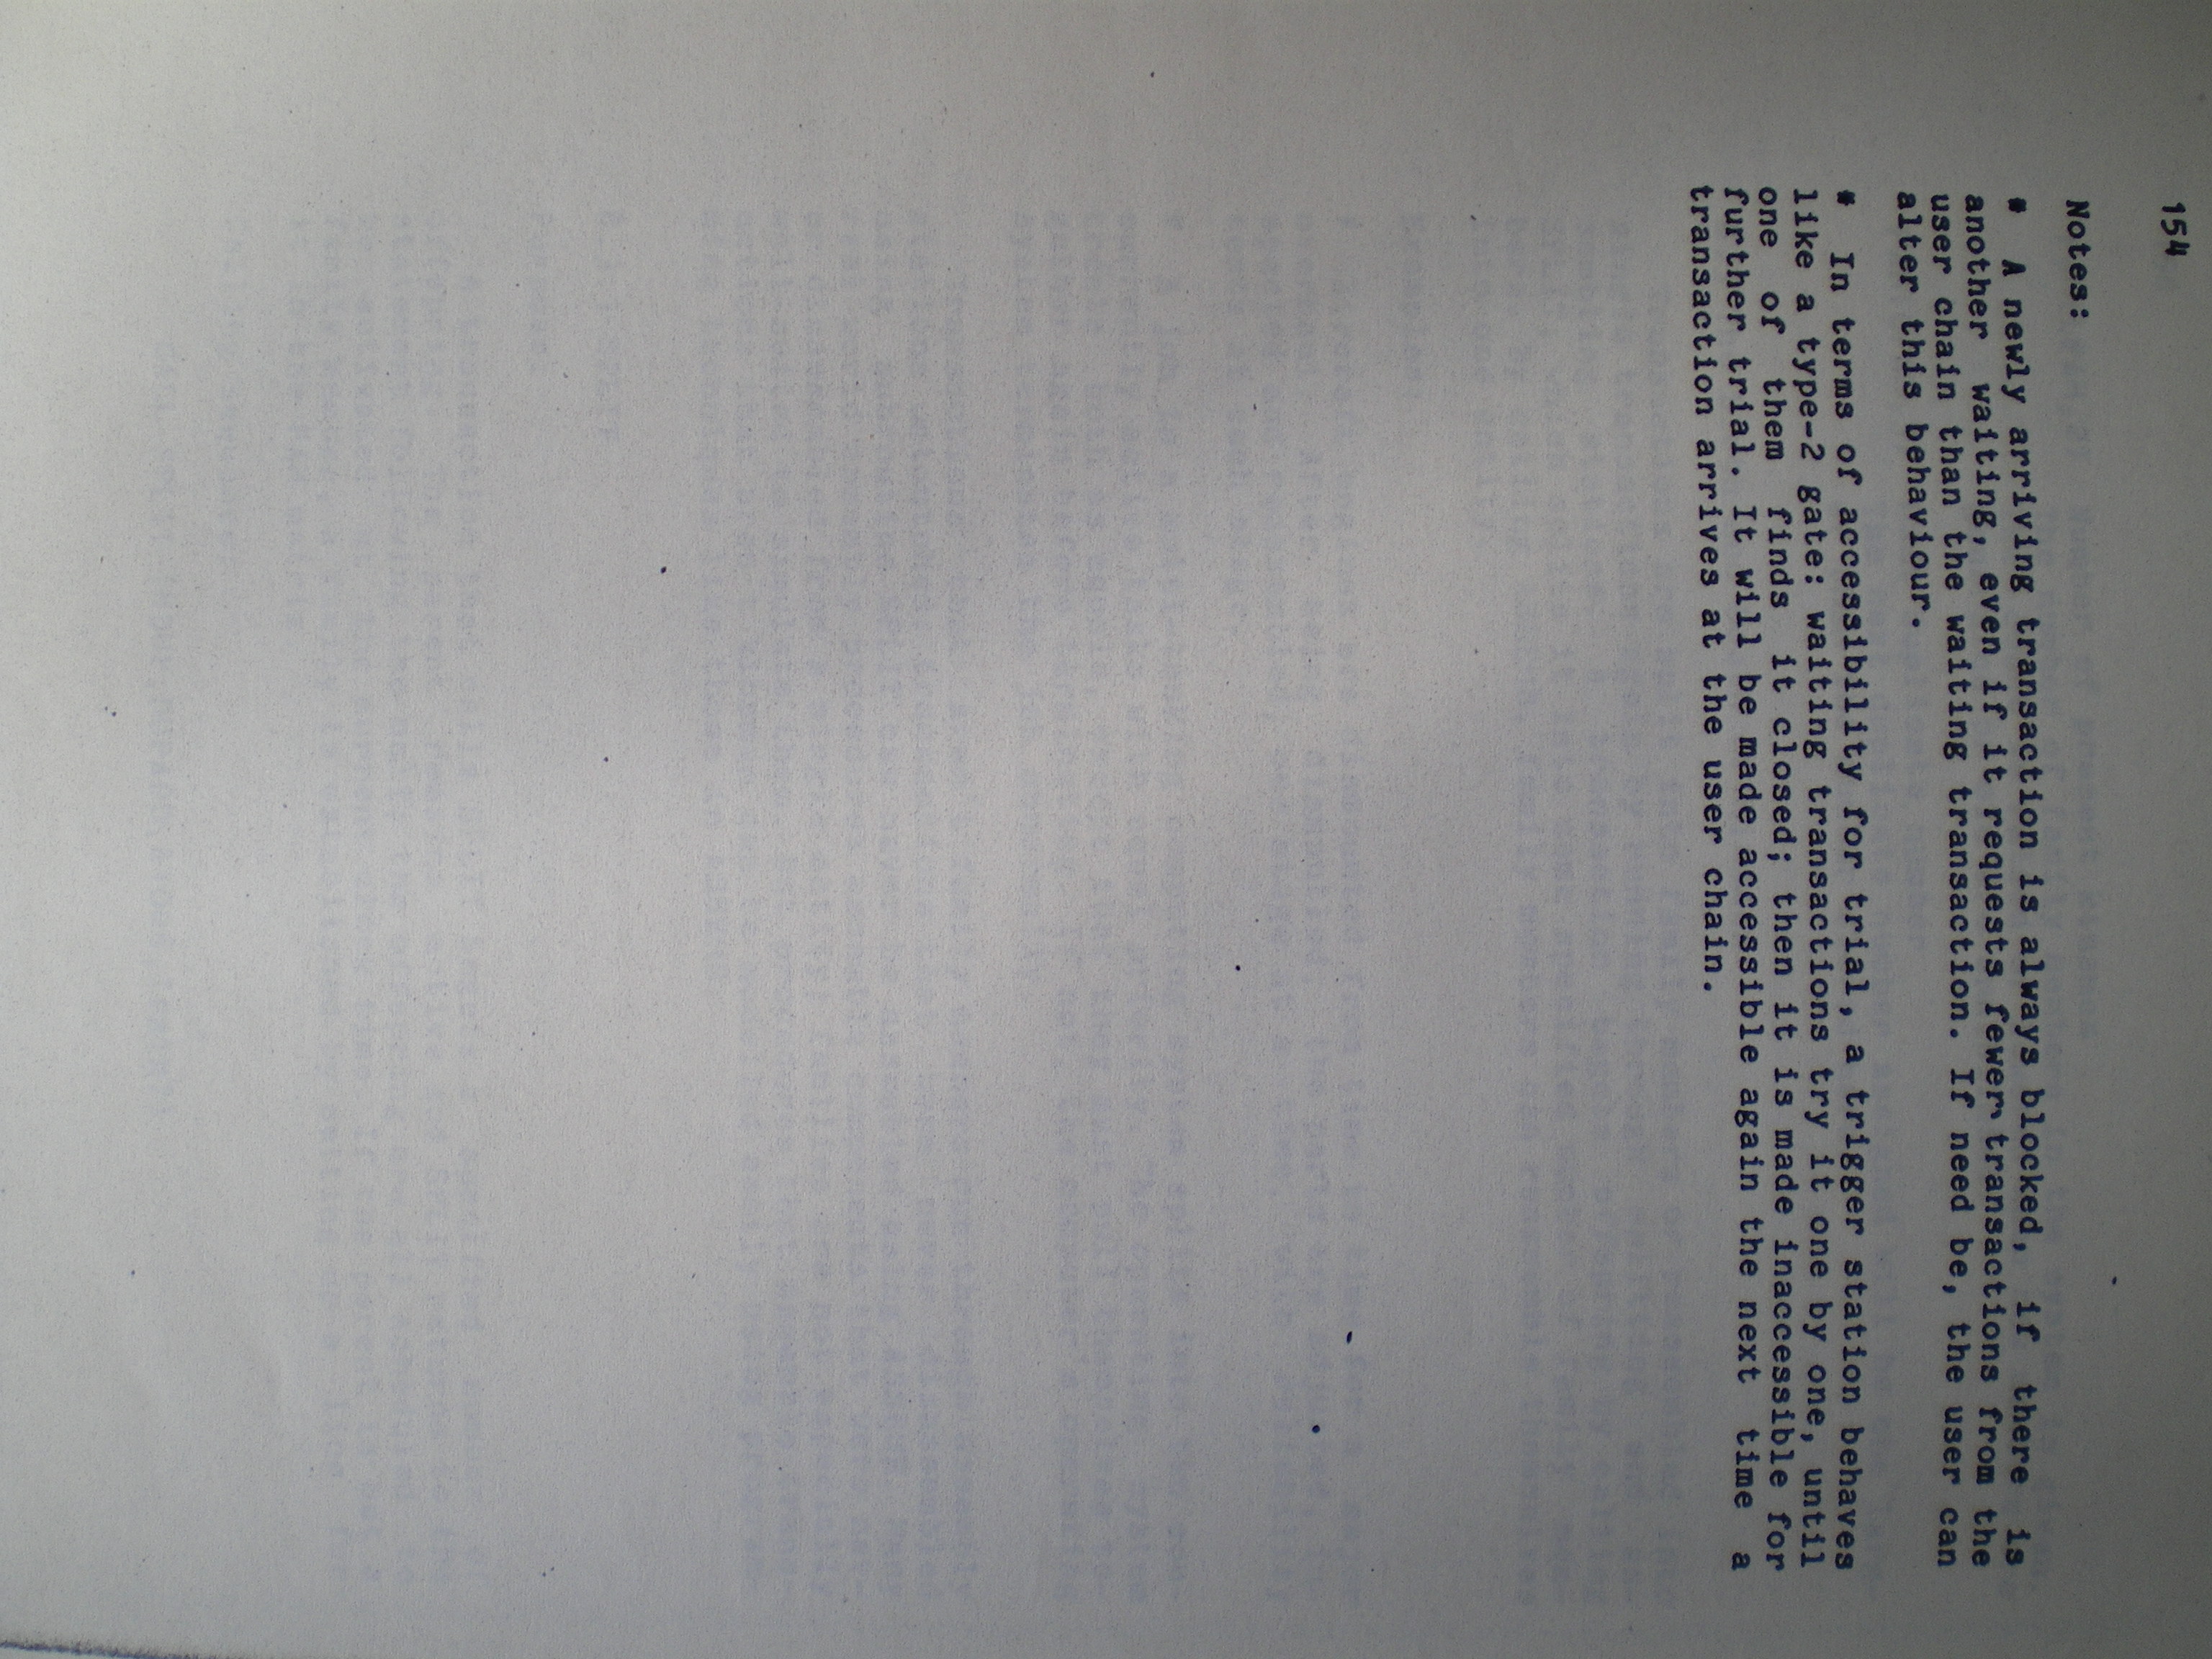 154
Notes:
* A newly arriving transaction is always blocked, if there is
another waiting, even if it requests fewer transactions from the
user chain than the waiting transaction. If need be, the user can
alter this behaviour.
* In terms of accessibility for trial, a trigger station behaves
like a type-2 gate: waiting transactions try it one by one, until
one of them finds it closed; then it is made inaccessible for
further trial. It will be made accessible again the next time a
transaction arrives at the user chain.